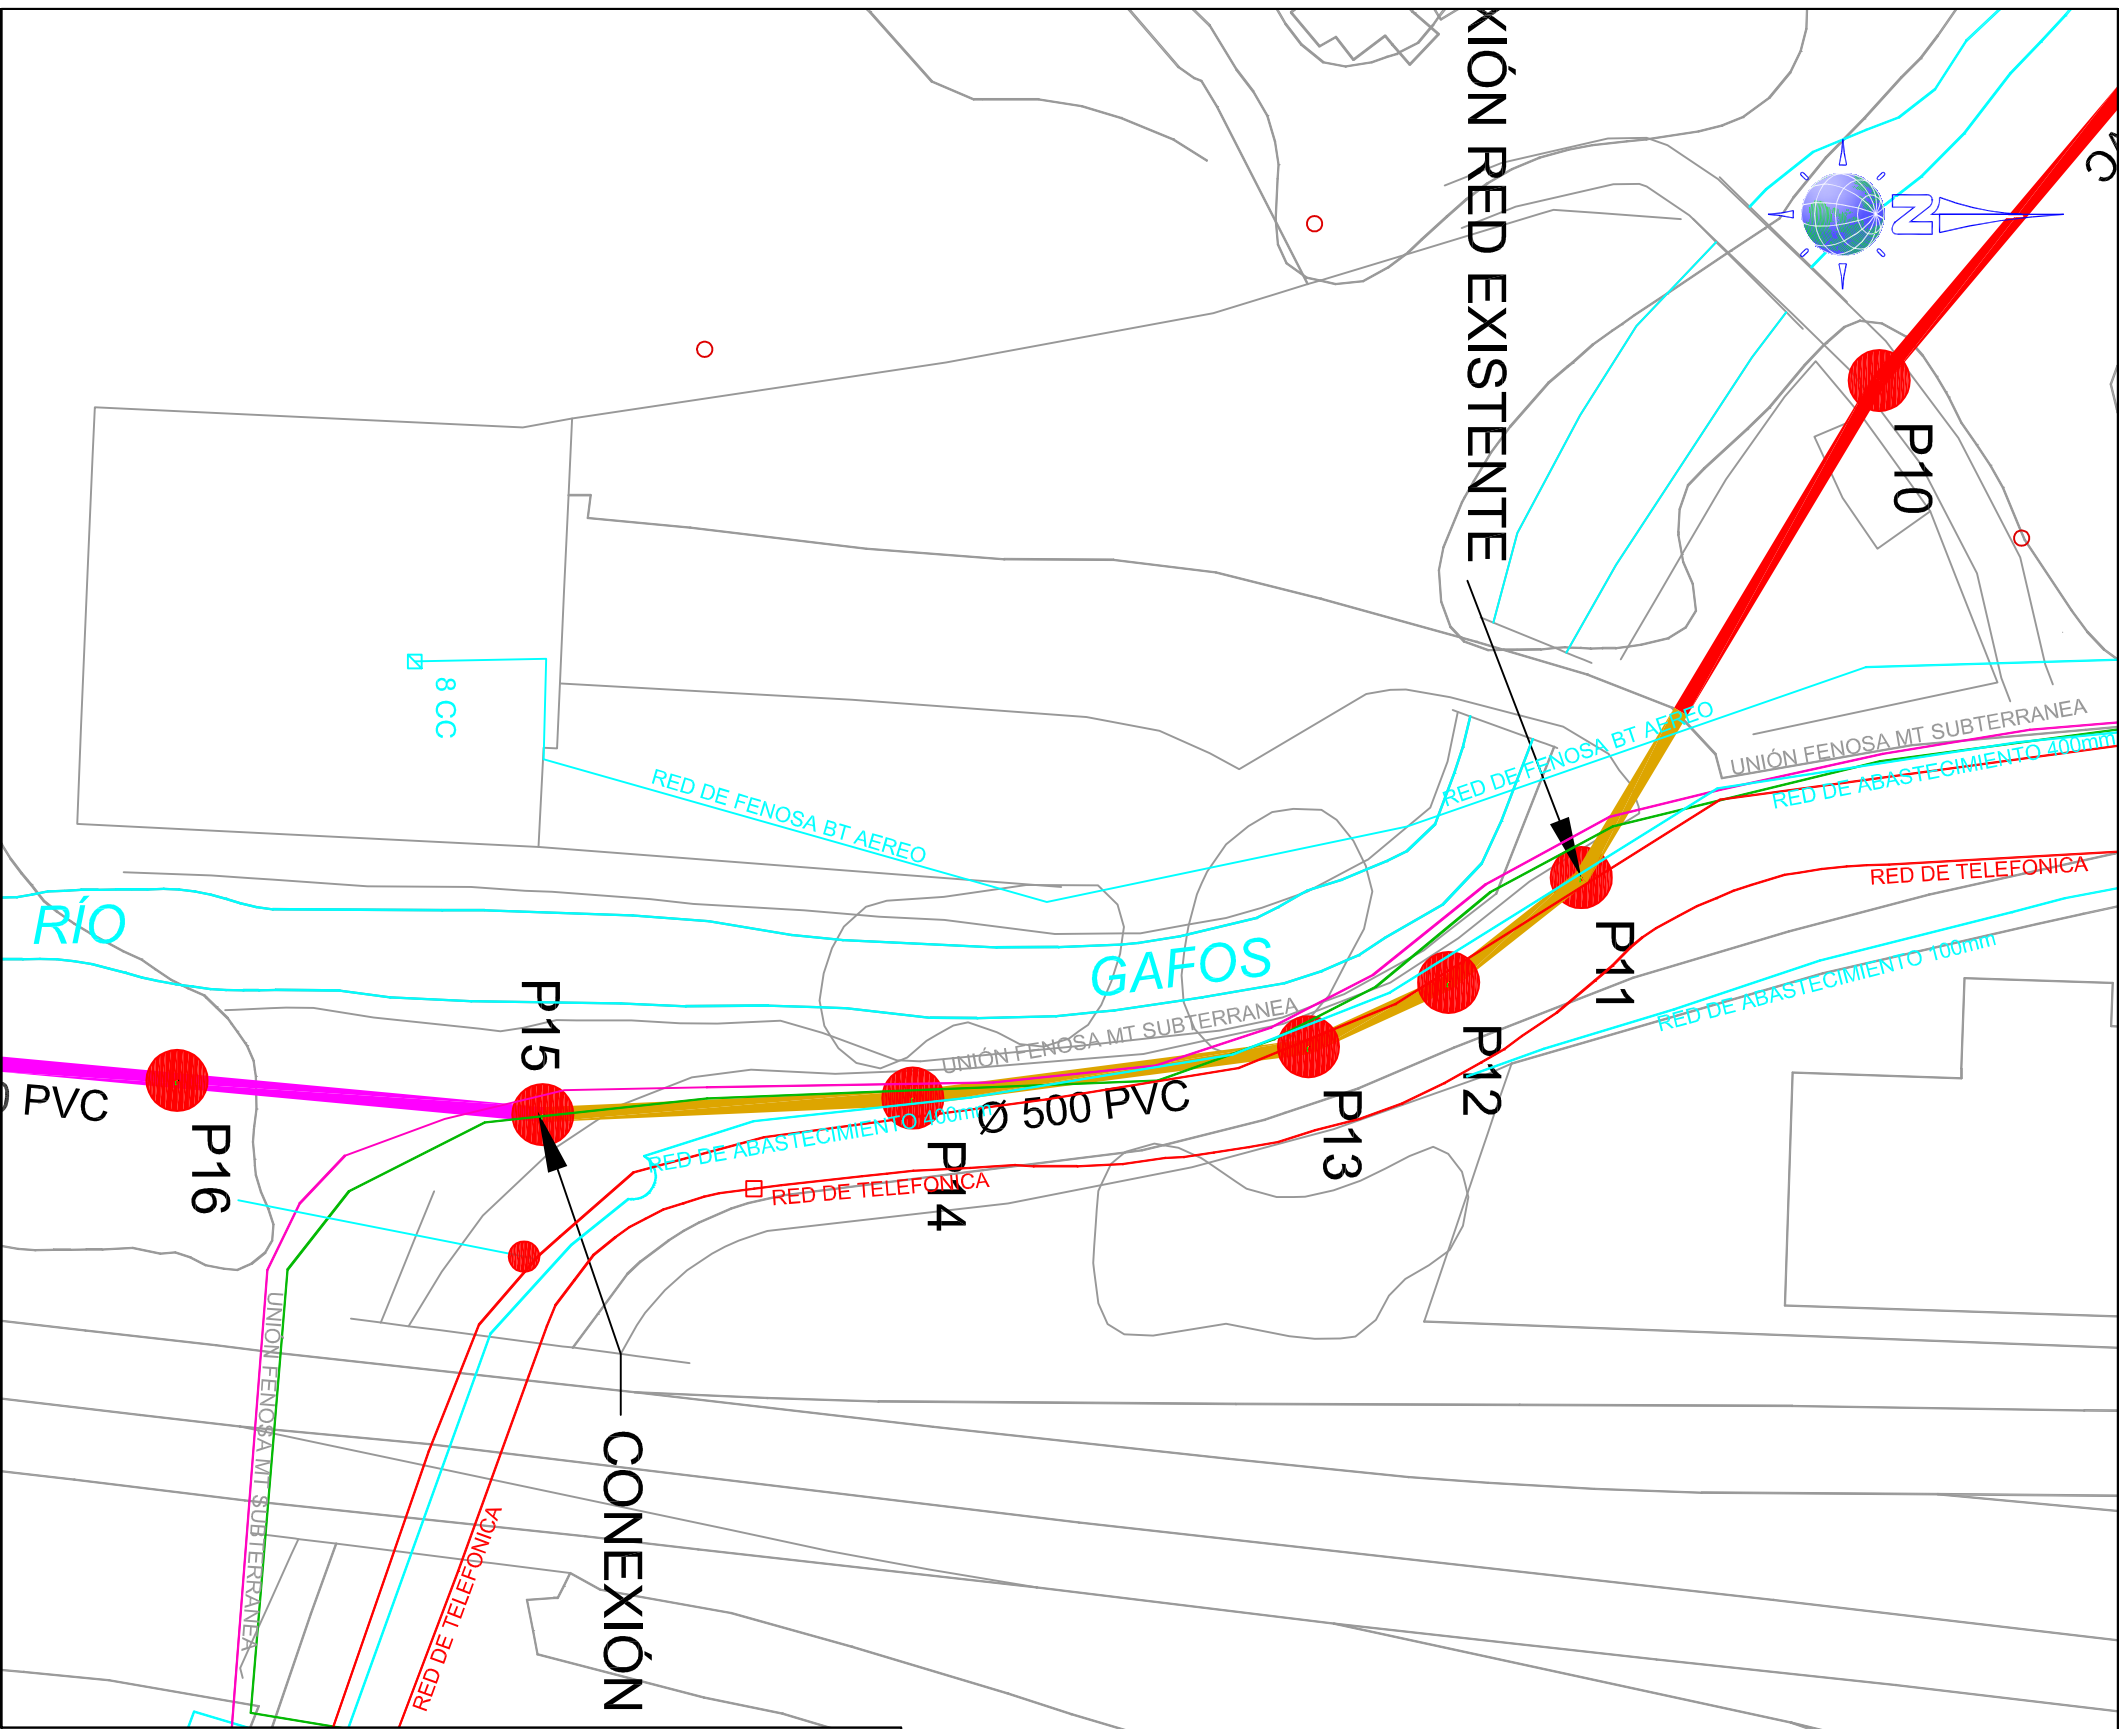 XIÓN RED EXISTENTE
VC
N
P10
8 CC
RED DE FENOSA BT AEREO
RED DE FENOSA BT AEREO
UNIÓN FENOSA MT SUBTERRANEA
RED DE ABASTECIMIENTO 400mm
RED DE TELEFONICA
RÍO
GAFOS
P11
RED DE ABASTECIMIENTO 100mm
P15
UNIÓN FENOSA MT SUBTERRANEA
P12
0 PVC
Ø 500 PVC
P13
P16
RED DE ABASTECIMIENTO 400mm
P14
RED DE TELEFONICA
UNION FENOSA MT SUBTERRANEA
CONEXIÓN
RED DE TELEFONICA